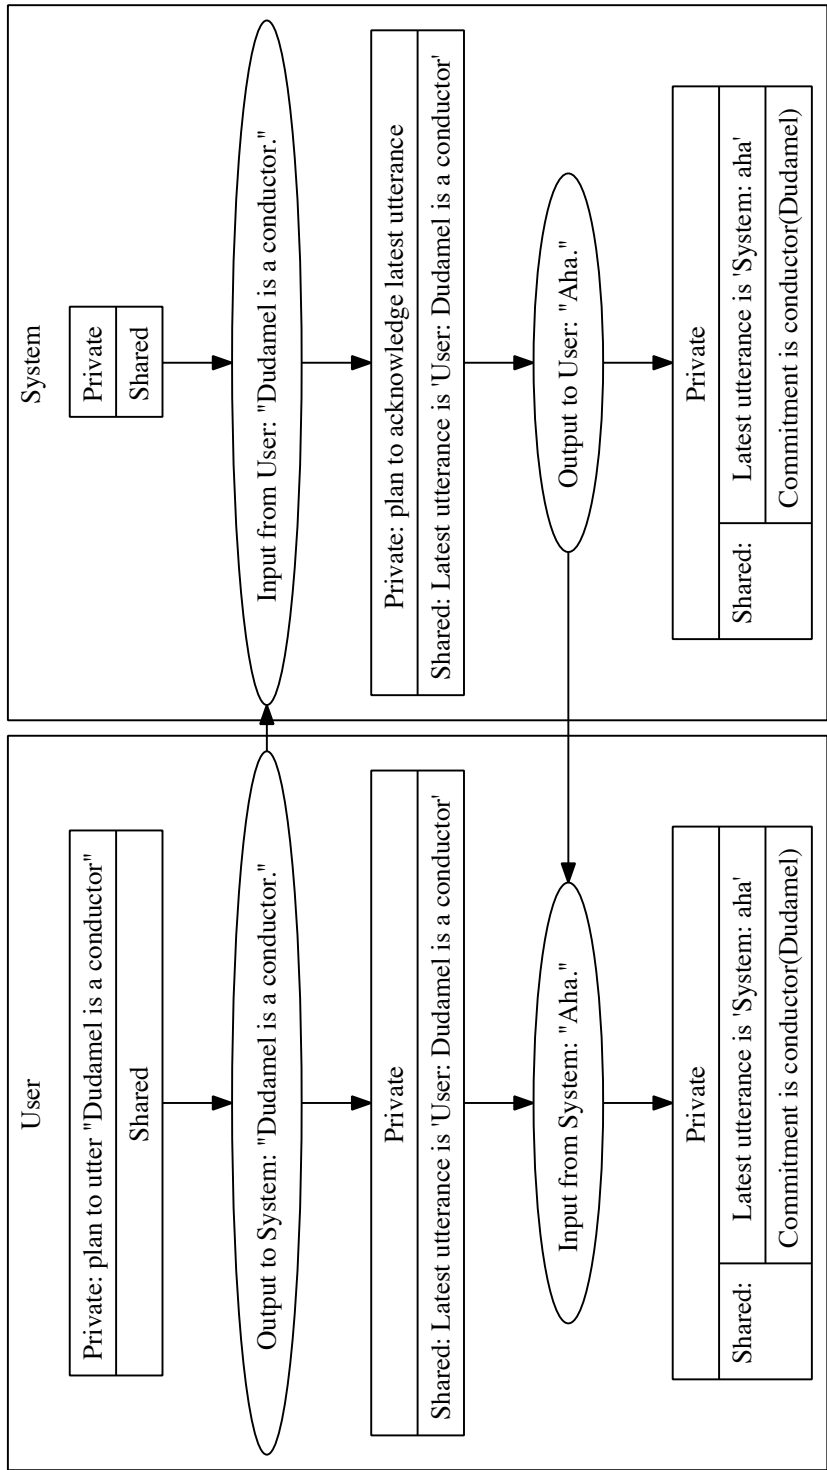 User
Private: plan to utter "Dudamel is a conductor"
Shared
Output to System: "Dudamel is a conductor."
Private
Shared: Latest utterance is 'User: Dudamel is a conductor'
Input from System: "Aha."
Private
Shared:
Latest utterance is 'System: aha'
Commitment is conductor(Dudamel)
System
Private
Shared
Input from User: "Dudamel is a conductor."
Private: plan to acknowledge latest utterance
Shared: Latest utterance is 'User: Dudamel is a conductor'
Output to User: "Aha."
Private
Shared:
Latest utterance is 'System: aha'
Commitment is conductor(Dudamel)